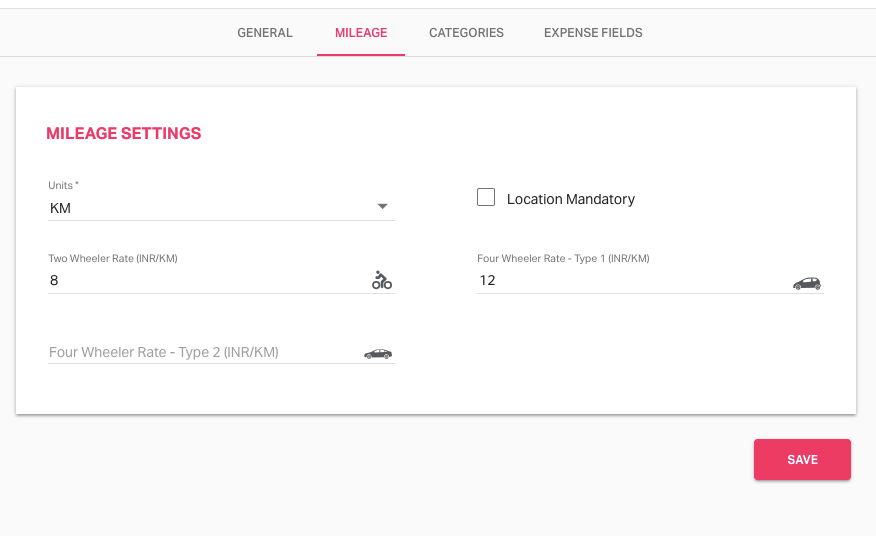 GENERAL MILEAGE CATEGORIES EXPENSE FIELDS
MILEAGE SETTINGS
Units *
KM
Location Mandatory
Two Wheeler Rate (INR/KM)
8
Four Wheeler Rate - Type 1 (INR/KM)
12
Four Wheeler Rate - Type 2 (INR/KM)
SAVE